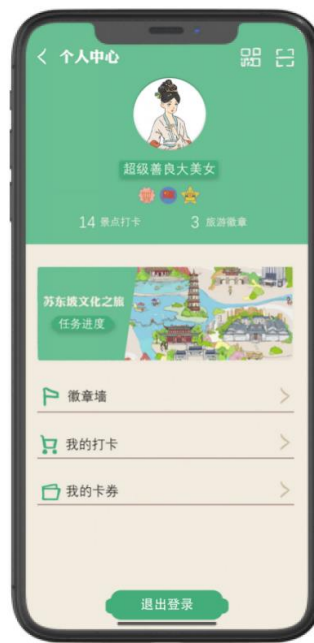 个人中心
超级善良大美女
14 景点打卡 3 旅游徽章
苏东坡文化之旅
任务进度
徽章墙
我的打卡
我的卡券
退出登录